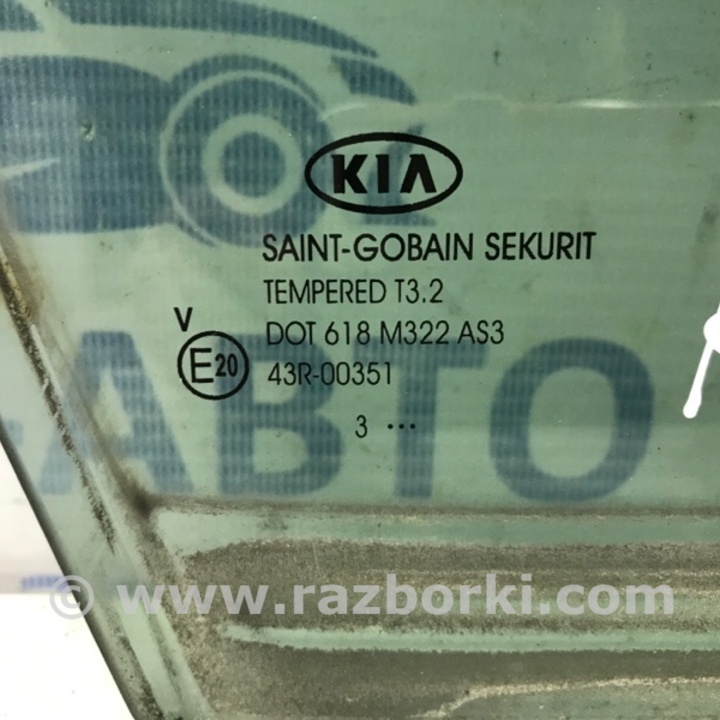 KIA
SAINT-GOBAIN SEKURIT
TEMPERED T3.2
V
DOT 618 M322 AS3
E20
43R-00351
3 ...
-АВТО
© www.razborki.com